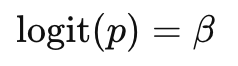 logit(p) = β